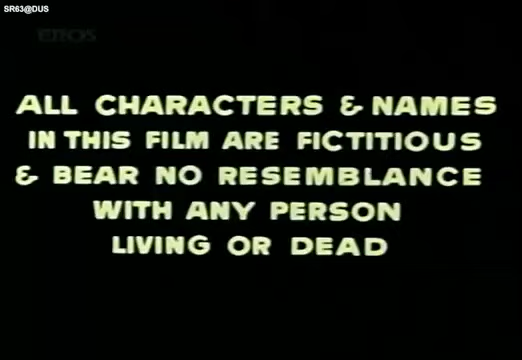 SR63@DUS
EROS
ALL CHARACTERS & NAMES
IN THIS FILM ARE FICTITIOUS
& BEAR NO RESEMBLANCE
WITH ANY PERSON
LIVING OR DEAD